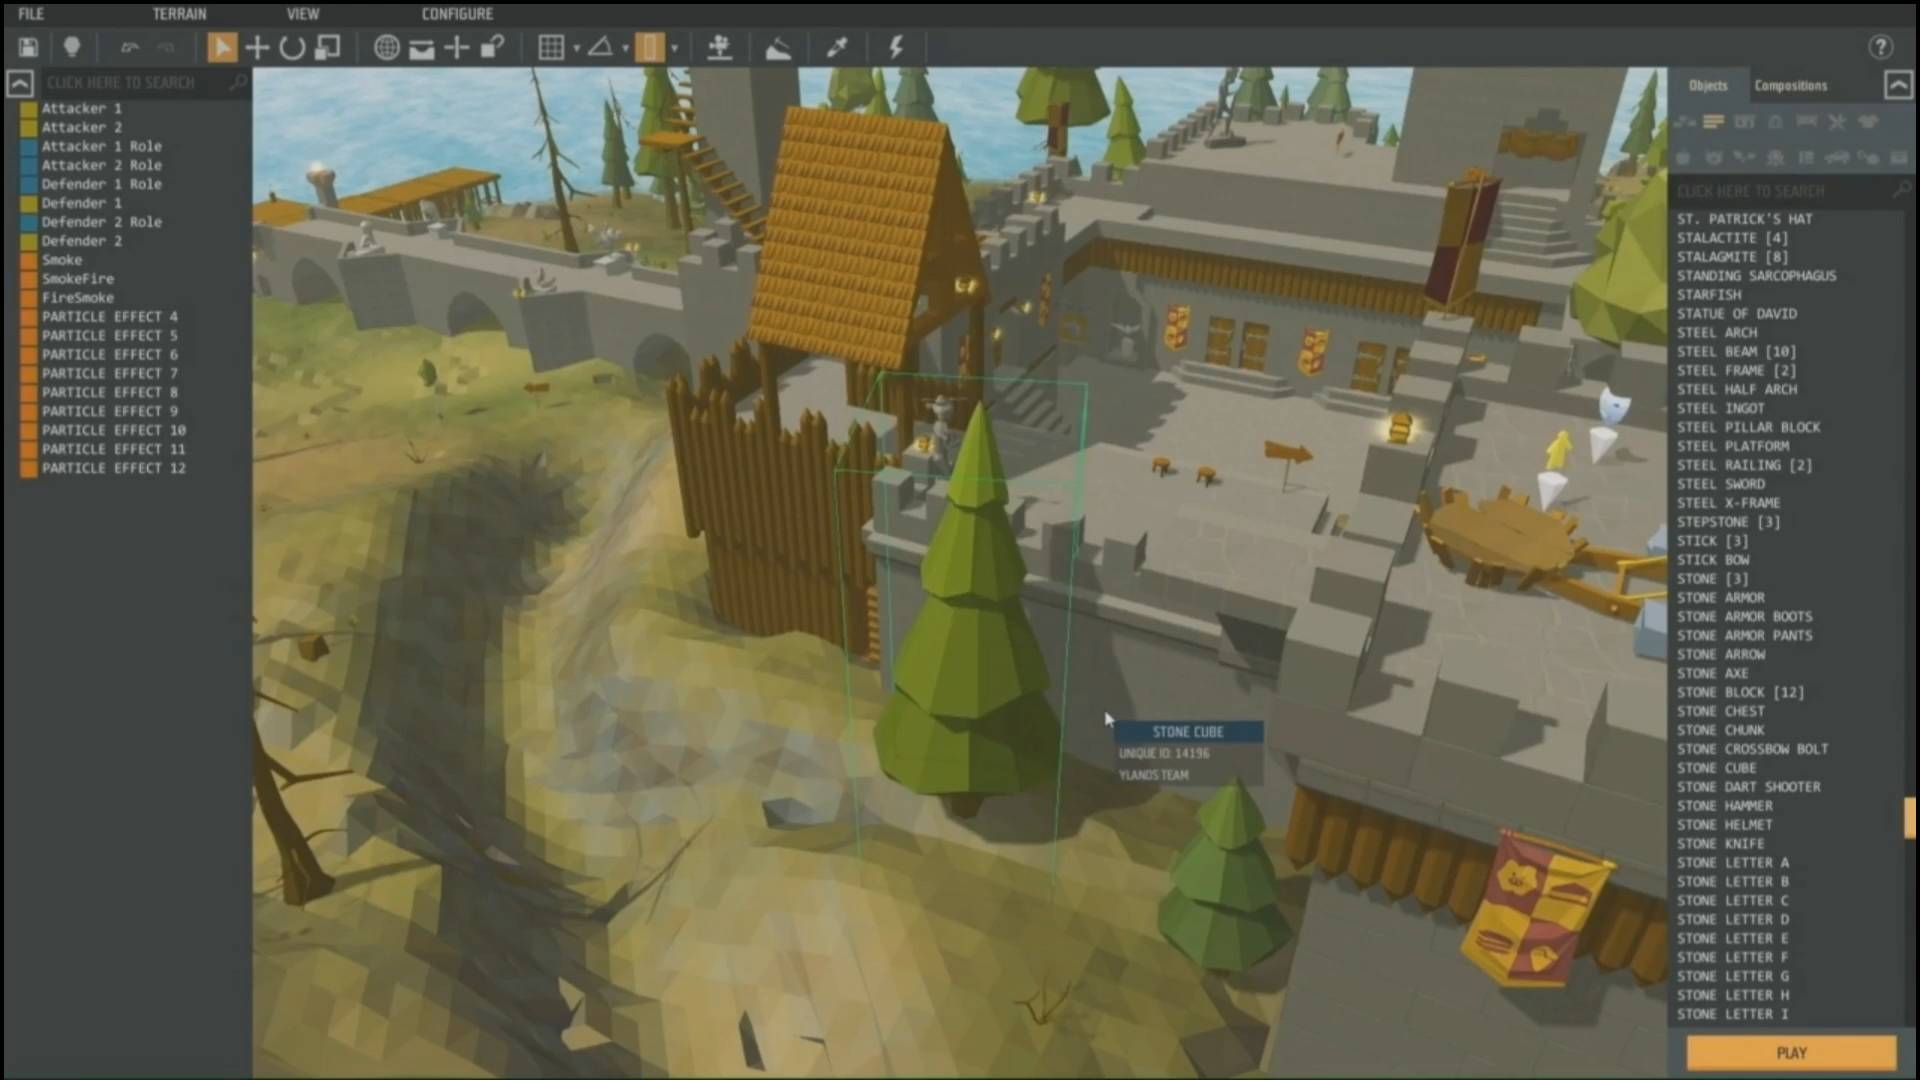 FILE TERRAIN VIEW CONFIGURE
CLICK HERE TO SEARCH
Attacker 1
Attacker 2
Attacker 1 Role
Attacker 2 Role
Defender 1 Role
Defender 1
Defender 2 Role
Defender 2
Smoke
SmokeFire
FireSmoke
PARTICLE EFFECT 4
PARTICLE EFFECT 5
PARTICLE EFFECT 6
PARTICLE EFFECT 7
PARTICLE EFFECT 8
PARTICLE EFFECT 9
PARTICLE EFFECT 10
PARTICLE EFFECT 11
PARTICLE EFFECT 12
STONE CUBE
UNIQUE ID: 14196
YLANDS TEAM
Objects Compositions
CLICK HERE TO SEARCH
ST. PATRICK'S HAT
STALACTITE [4]
STALAGMITE [8]
STANDING SARCOPHAGUS
STARFISH
STATUE OF DAVID
STEEL ARCH
STEEL BEAM [10]
STEEL FRAME [2]
STEEL HALF ARCH
STEEL INGOT
STEEL PILLAR BLOCK
STEEL PLATFORM
STEEL RAILING [2]
STEEL SWORD
STEEL X-FRAME
STEPSTONE [3]
STICK [3]
STICK BOW
STONE [3]
STONE ARMOR
STONE ARMOR BOOTS
STONE ARMOR PANTS
STONE ARROW
STONE AXE
STONE BLOCK [12]
STONE CHEST
STONE CHUNK
STONE CROSSBOW BOLT
STONE CUBE
STONE DART SHOOTER
STONE HAMMER
STONE HELMET
STONE KNIFE
STONE LETTER A
STONE LETTER B
STONE LETTER C
STONE LETTER D
STONE LETTER E
STONE LETTER F
STONE LETTER G
STONE LETTER H
STONE LETTER I
PLAY